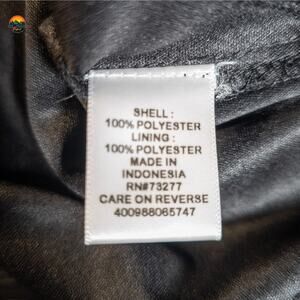 SHELL :
100% POLYESTER
LINING :
100% POLYESTER
MADE IN
INDONESIA
RN#73277
CARE ON REVERSE
400988065747